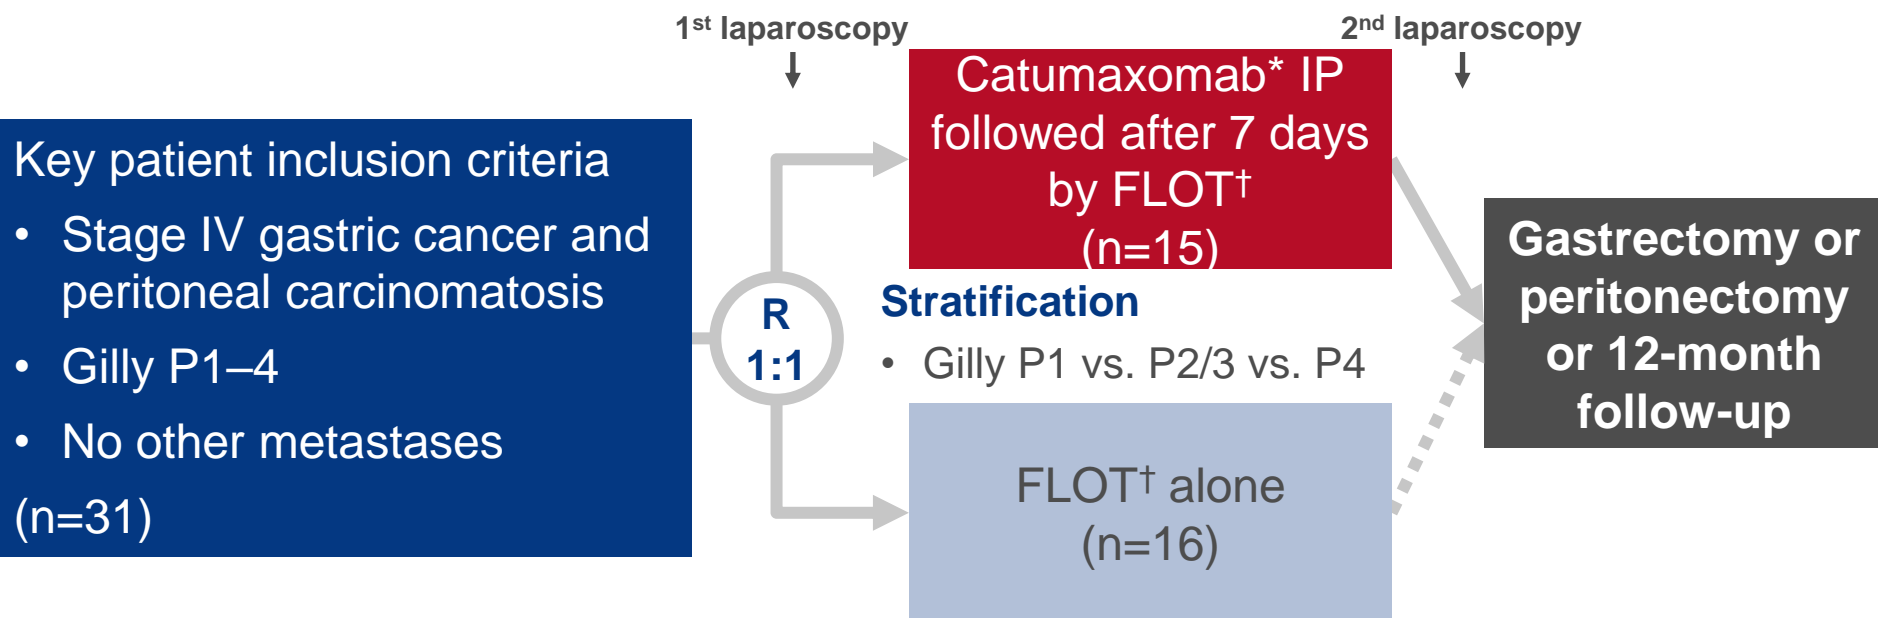 1st laparoscopy
2nd laparoscopy
Key patient inclusion criteria
• Stage IV gastric cancer and
peritoneal carcinomatosis
• Gilly P1–4
• No other metastases
(n=31)
R
1:1
Catumaxomab* IP
followed after 7 days
by FLOT†
(n=15)
Stratification
• Gilly P1 vs. P2/3 vs. P4
FLOT† alone
(n=16)
Gastrectomy or
peritonectomy
or 12-month
follow-up